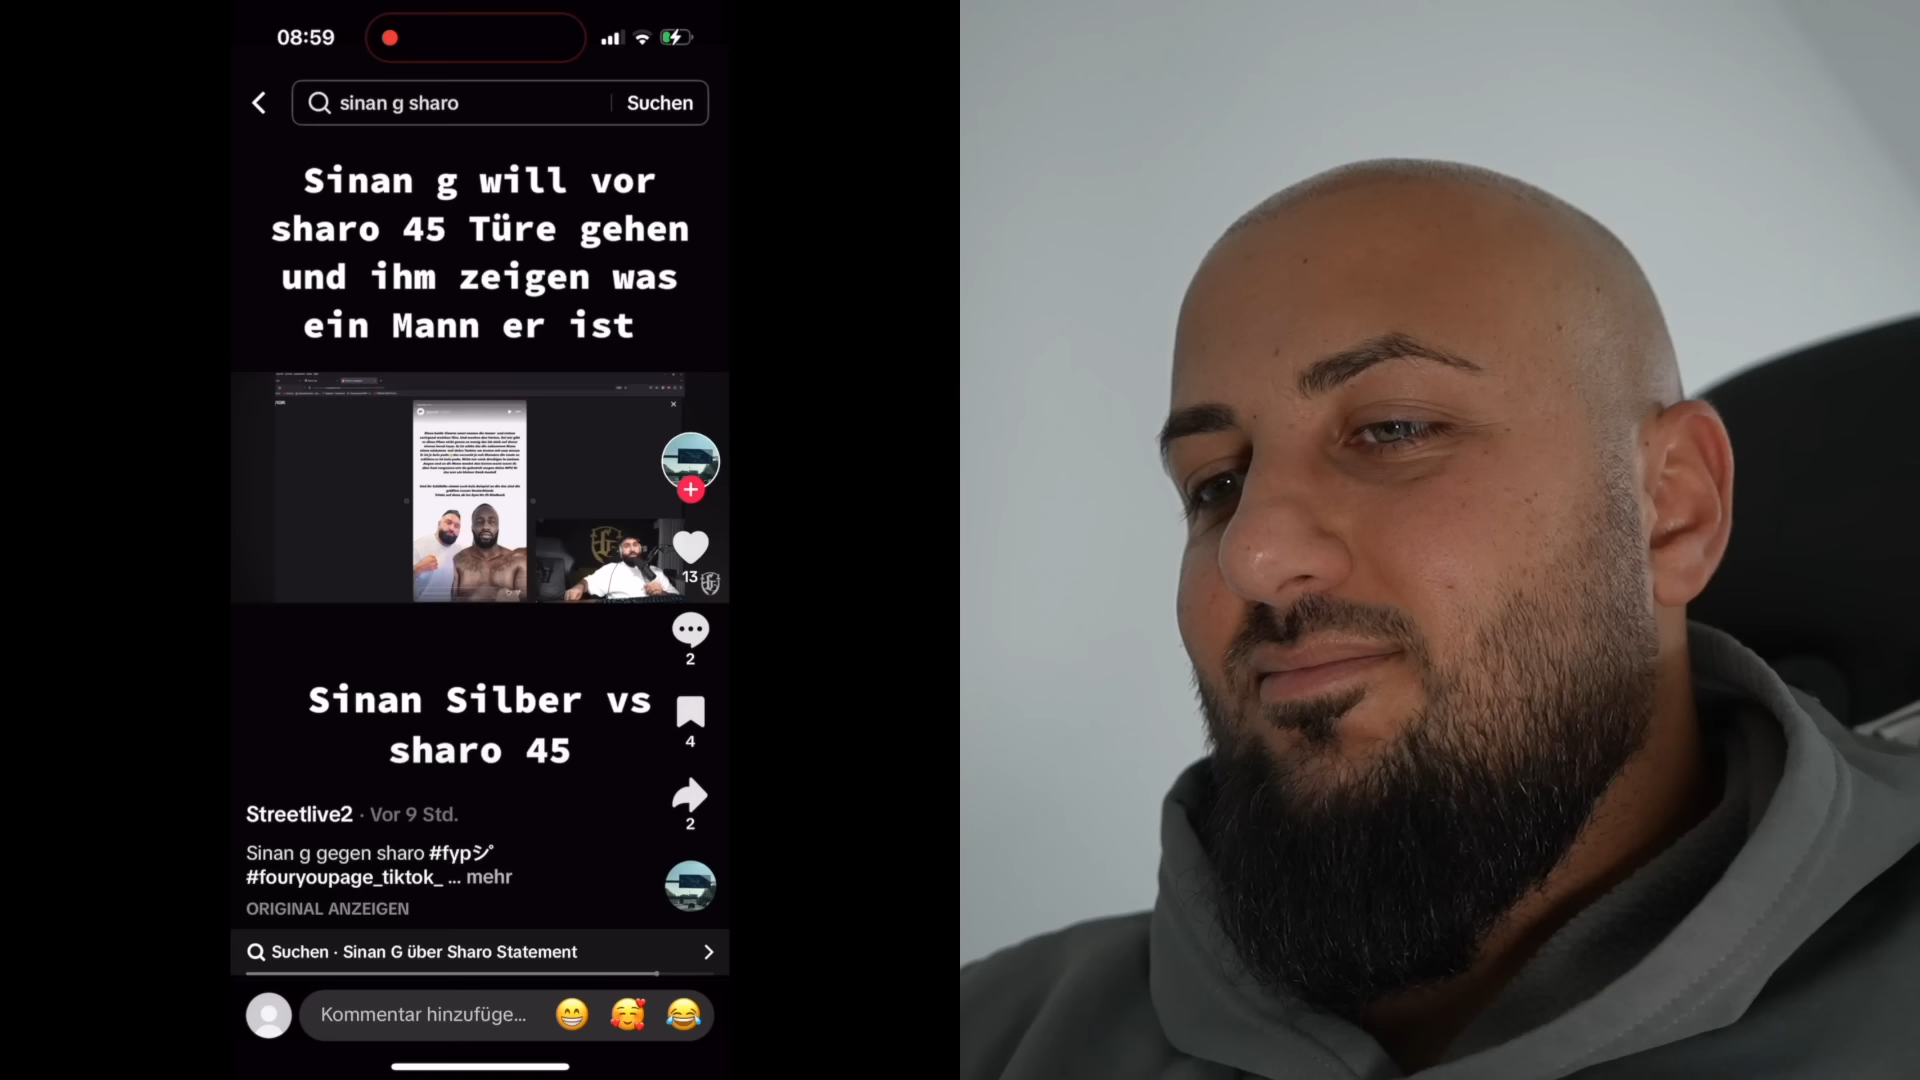 08:59
sinan g sharo
Suchen
Sinan g will vor
sharo 45 Türe gehen
und ihm zeigen was
ein Mann er ist
13
2
Sinan Silber vs
sharo 45
4
2
Streetlive2 · Vor 9 Std.
Sinan g gegen sharo #fypシ゚
#fouryoupage_tiktok_ ... mehr
ORIGINAL ANZEIGEN
Suchen · Sinan G über Sharo Statement
Kommentar hinzufüge...